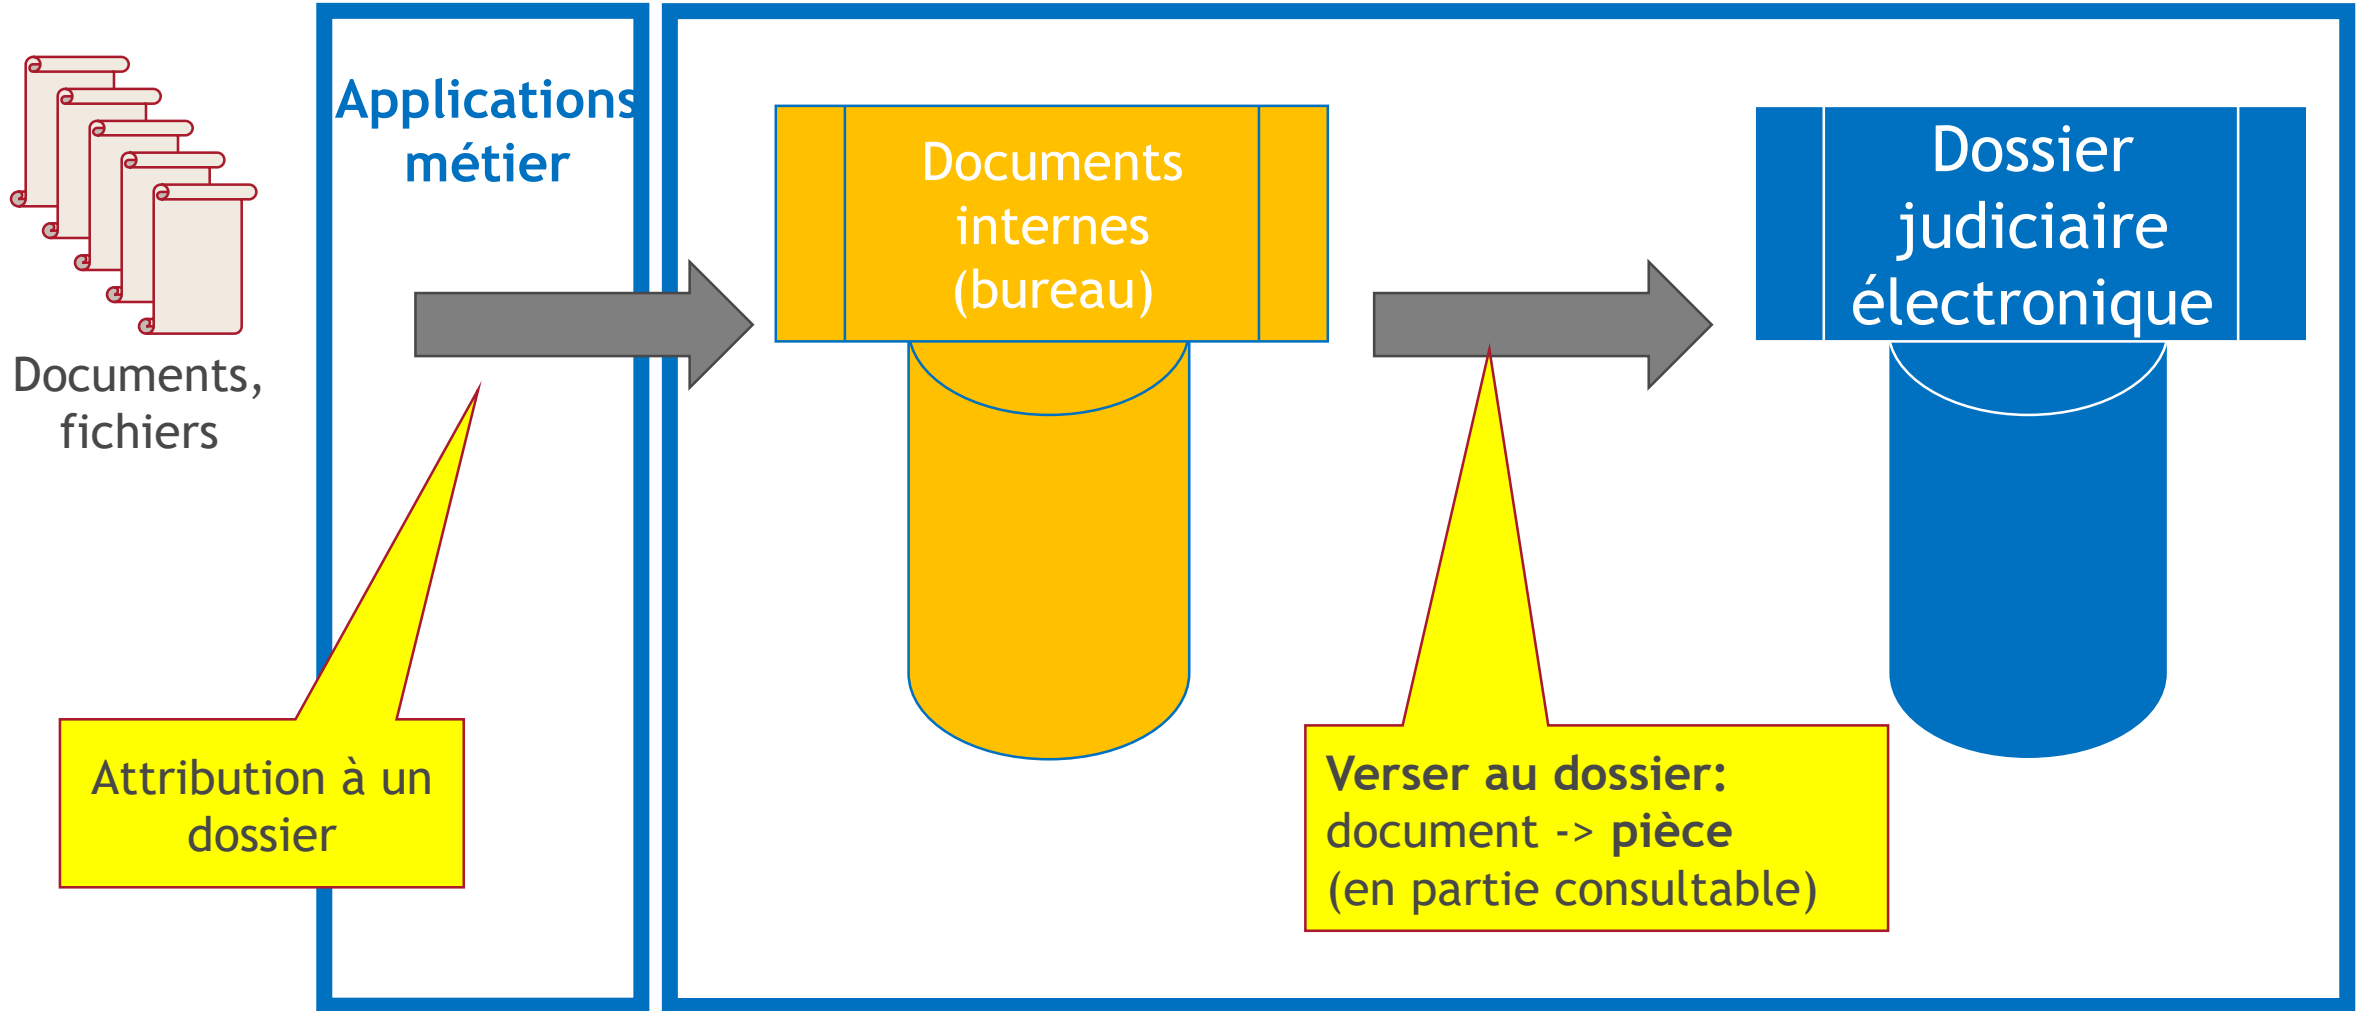 Documents,
fichiers
Applications
métier
Attribution à un
dossier
Documents
internes
(bureau)
Verser au dossier:
document -> pièce
(en partie consultable)
Dossier
judiciaire
électronique